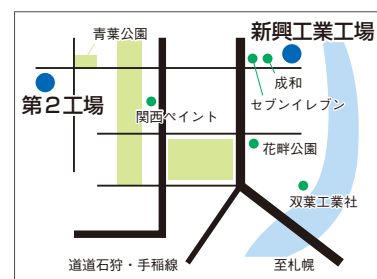 青葉公園
新興工業工場
成和
セブンイレブン
第2工場
関西ペイント
花畔公園
双葉工業社
道道石狩・手稲線
至札幌